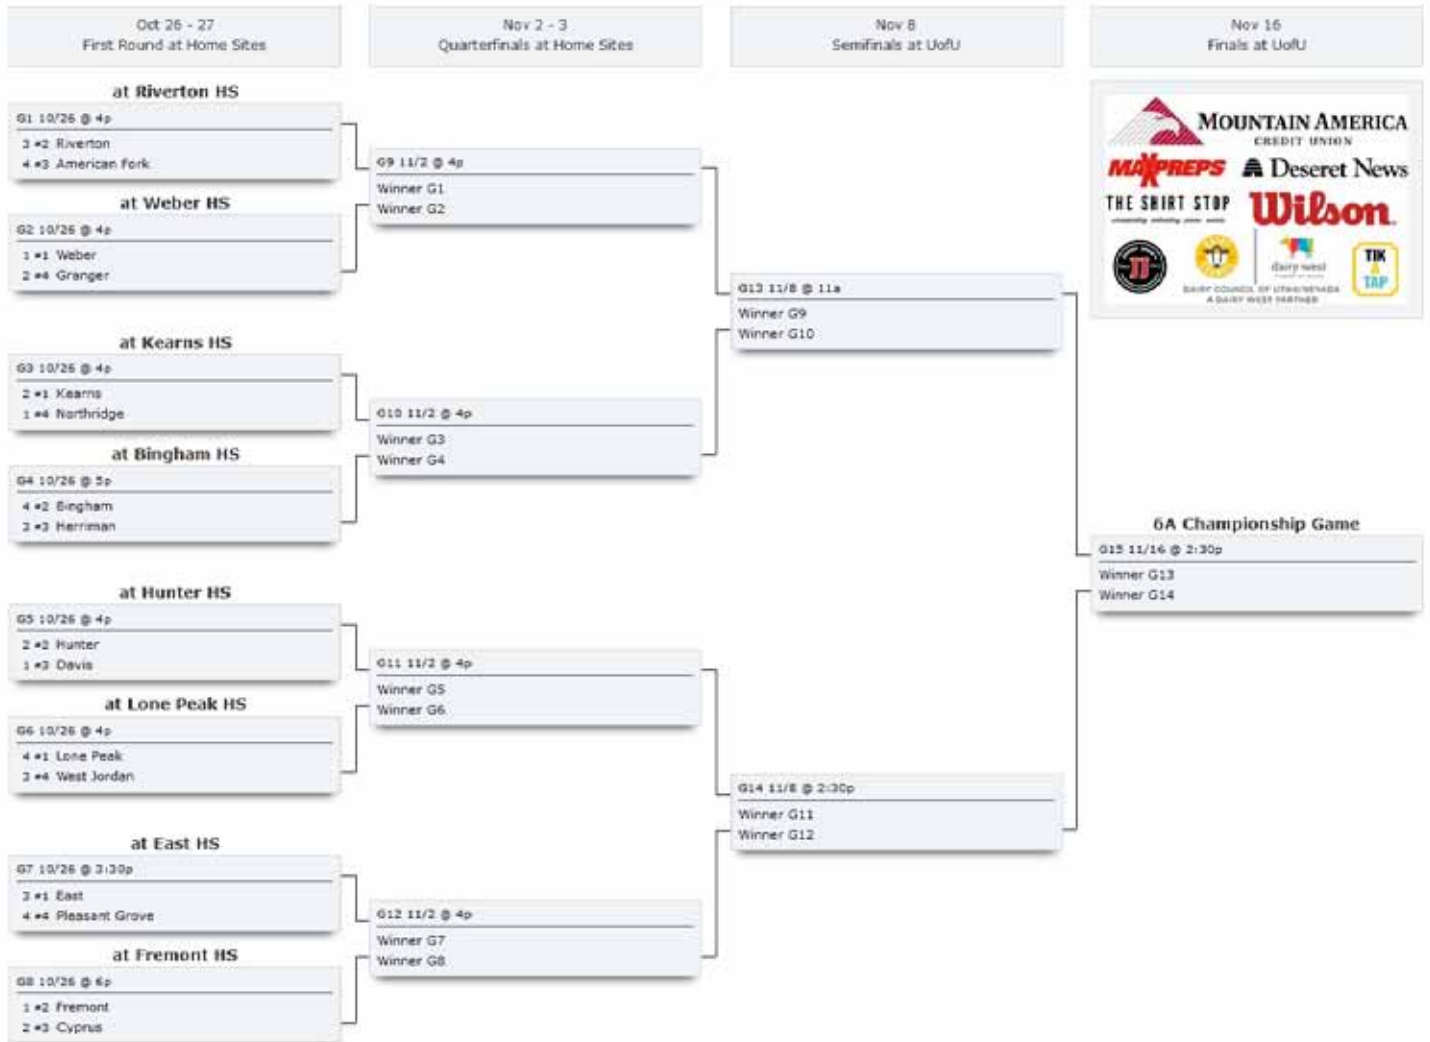 Oct 26 - 27
First Round at Home Sites
Nov 2 - 3
Quarterfinals at Home Sites
Nov 8
Semifinals at UofU
Nov 16
Finals at UofU
at Riverton HS
G1 10/26 @ 4p
3 #2 Riverton
4 #3 American Fork
at Weber HS
G2 10/26 @ 4p
1 #1 Weber
2 #4 Granger
at Kearns HS
G3 10/26 @ 4p
2 #1 Kearns
1 #4 Northridge
at Bingham HS
G4 10/26 @ 5p
4 #2 Bingham
3 #3 Herriman
at Hunter HS
G5 10/26 @ 4p
2 #2 Hunter
1 #3 Davis
at Lone Peak HS
G6 10/26 @ 4p
4 #1 Lone Peak
3 #4 West Jordan
at East HS
G7 10/26 @ 3:30p
3 #1 East
4 #4 Pleasant Grove
at Fremont HS
G8 10/26 @ 6p
1 #2 Fremont
2 #3 Cyprus
G9 11/2 @ 4p
Winner G1
Winner G2
G10 11/2 @ 4p
Winner G3
Winner G4
G11 11/2 @ 4p
Winner G5
Winner G6
G12 11/2 @ 4p
Winner G7
Winner G8
G13 11/8 @ 11a
Winner G9
Winner G10
G14 11/8 @ 2:30p
Winner G11
Winner G12
MOUNTAIN AMERICA
CREDIT UNION
MAXPREPS
Deseret News
THE SHIRT STOP
Wilson
JJ
dairy west
TIK
A
TAP
DAIRY COUNCIL OF UTAH/NEVADA
A DAIRY WEST PARTNER
6A Championship Game
G15 11/16 @ 2:30p
Winner G13
Winner G14